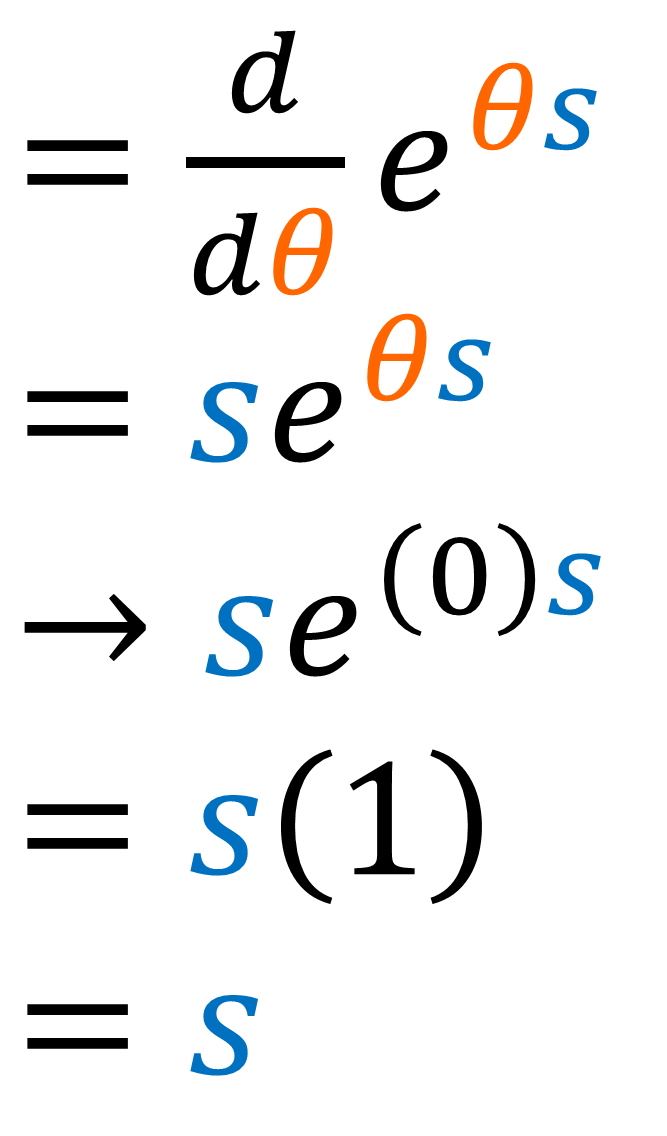 = d/dθ e^{θs}
= se^{θs}
→ se^{(0)s}
= s(1)
= s